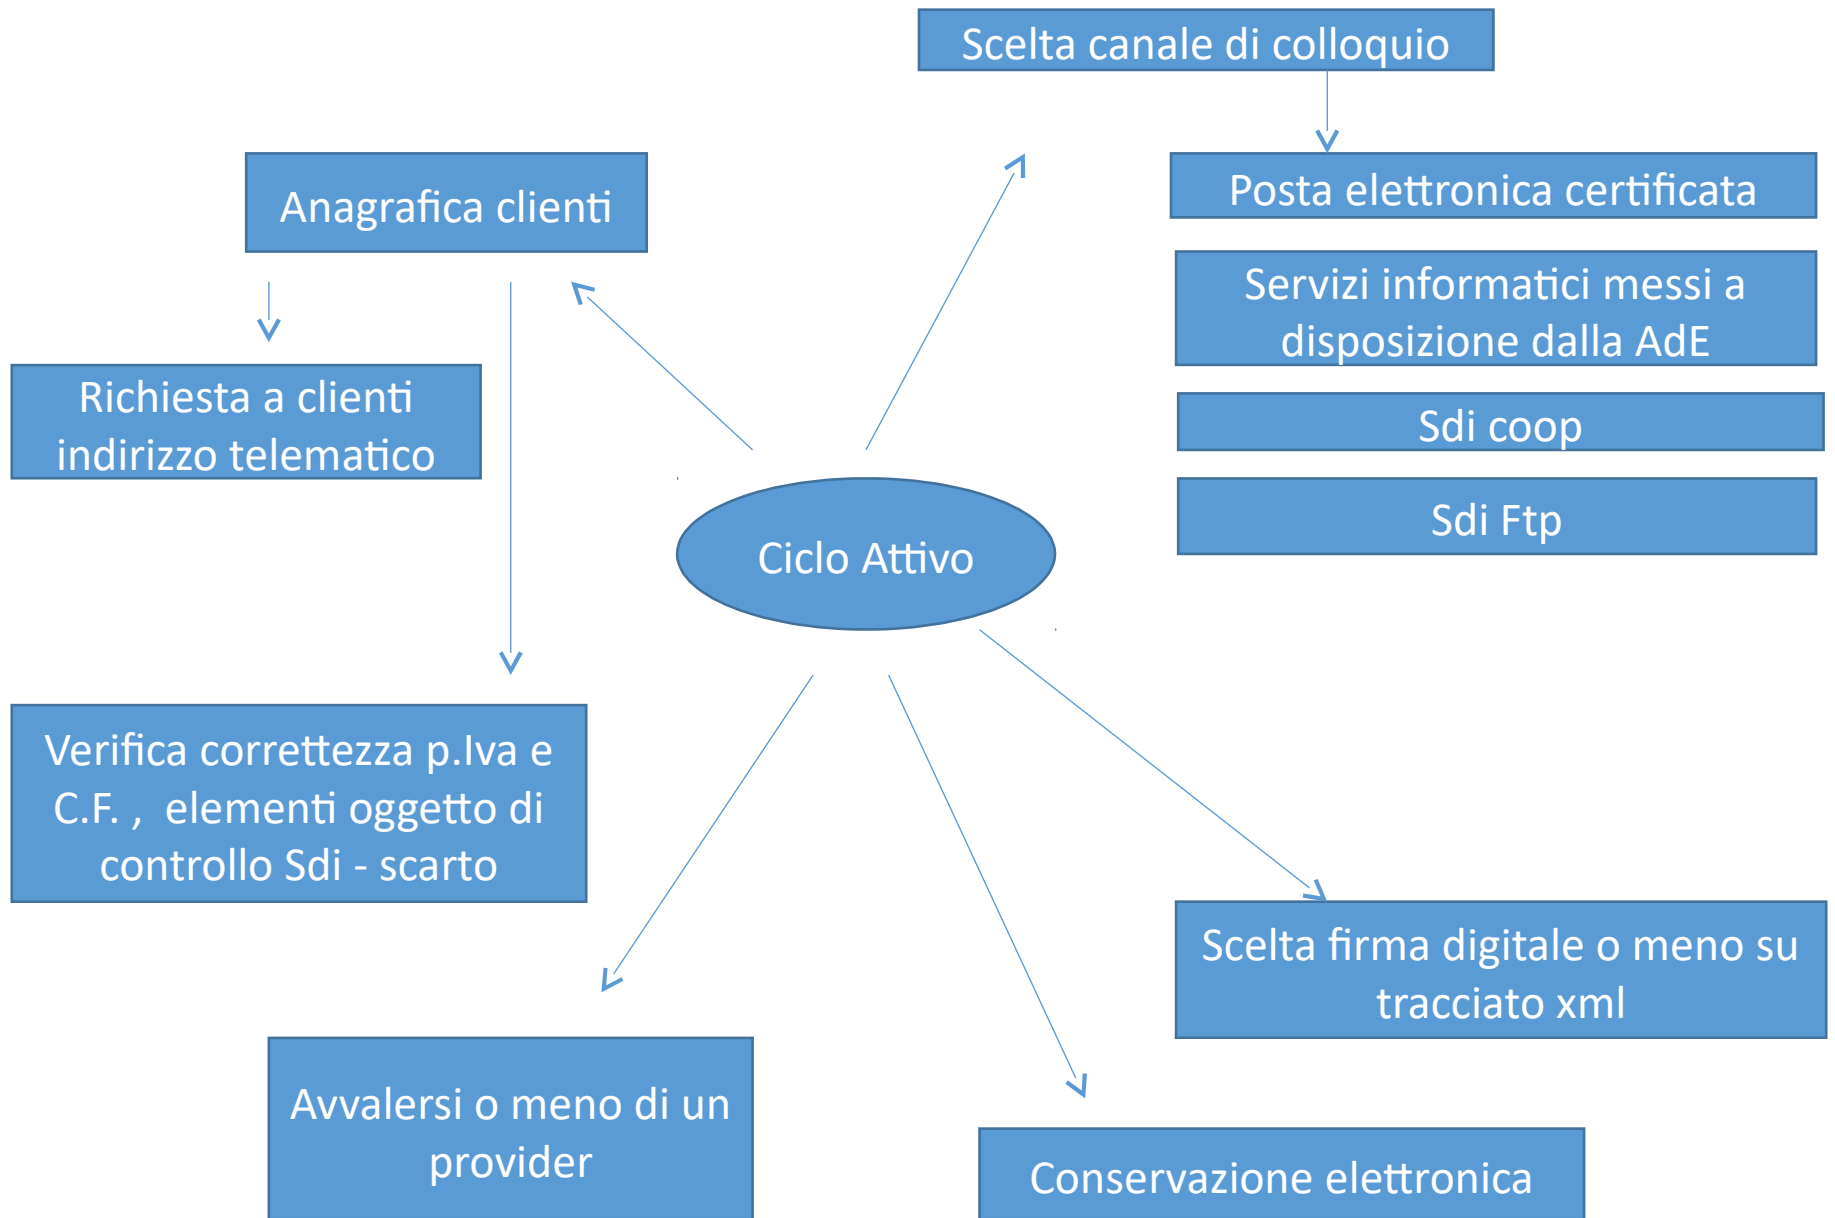 Scelta canale di colloquio
Anagrafica clienti
Posta elettronica certificata
Servizi informatici messi a
disposizione dalla AdE
Richiesta a clienti
indirizzo telematico
Sdi coop
Sdi Ftp
Ciclo Attivo
Verifica correttezza p.Iva e
C.F. ,  elementi oggetto di
controllo Sdi - scarto
Scelta firma digitale o meno su
tracciato xml
Avvalersi o meno di un
provider
Conservazione elettronica